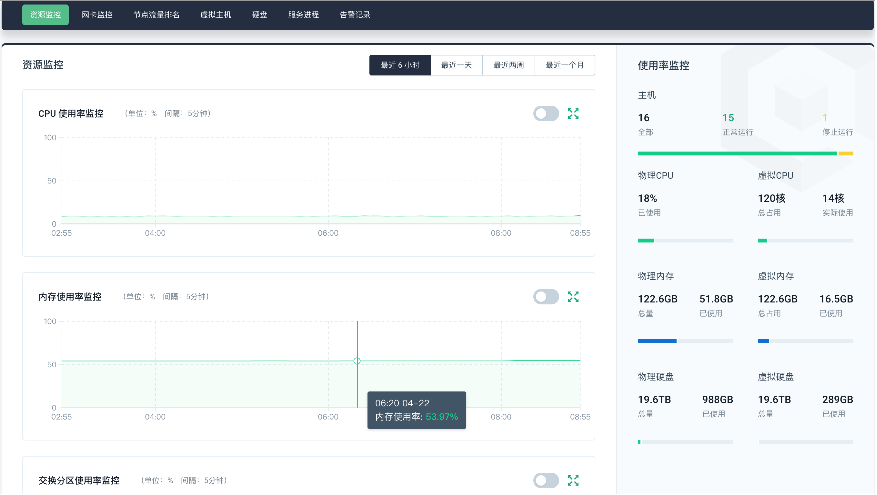 资源监控 网卡监控 节点流量排名 虚拟主机 硬盘 服务进程 告警记录
资源监控
最近 6 小时 最近一天 最近两周 最近一个月
CPU 使用率监控 (单位: % 间隔: 5分钟)
100
50
0
02:55 04:00 06:00 08:00 08:55
内存使用率监控 (单位: % 间隔: 5分钟)
100
50
0
02:55 04:00 06:00 08:00 08:55
06:20 04-22
内存使用率: 53.97%
交换分区使用率监控 (单位: % 间隔: 5分钟)
使用率监控
主机
16 15 1
全部 正常运行 停止运行
物理CPU 虚拟CPU
18% 120核 14核
已使用 总占用 实际使用
物理内存 虚拟内存
122.6GB 51.8GB 122.6GB 16.5GB
总量 已使用 总占用 已使用
物理硬盘 虚拟硬盘
19.6TB 988GB 19.6TB 289GB
总量 已使用 总量 已使用